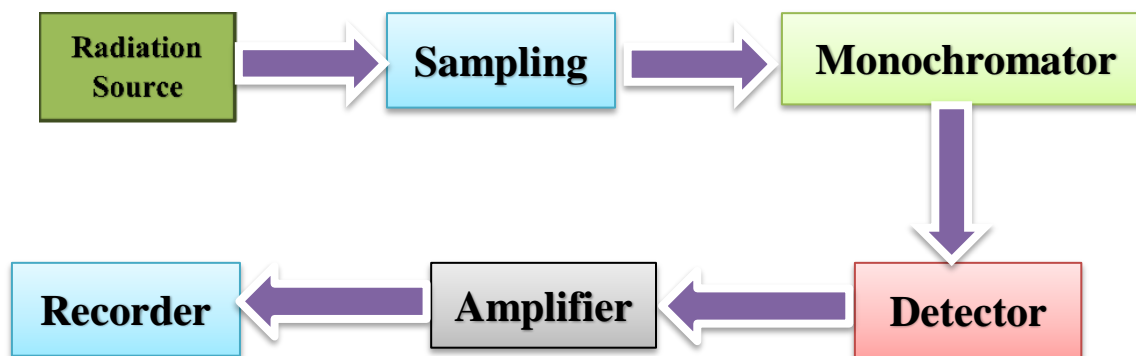 Radiation
Source
Sampling
Monochromator
Detector
Amplifier
Recorder